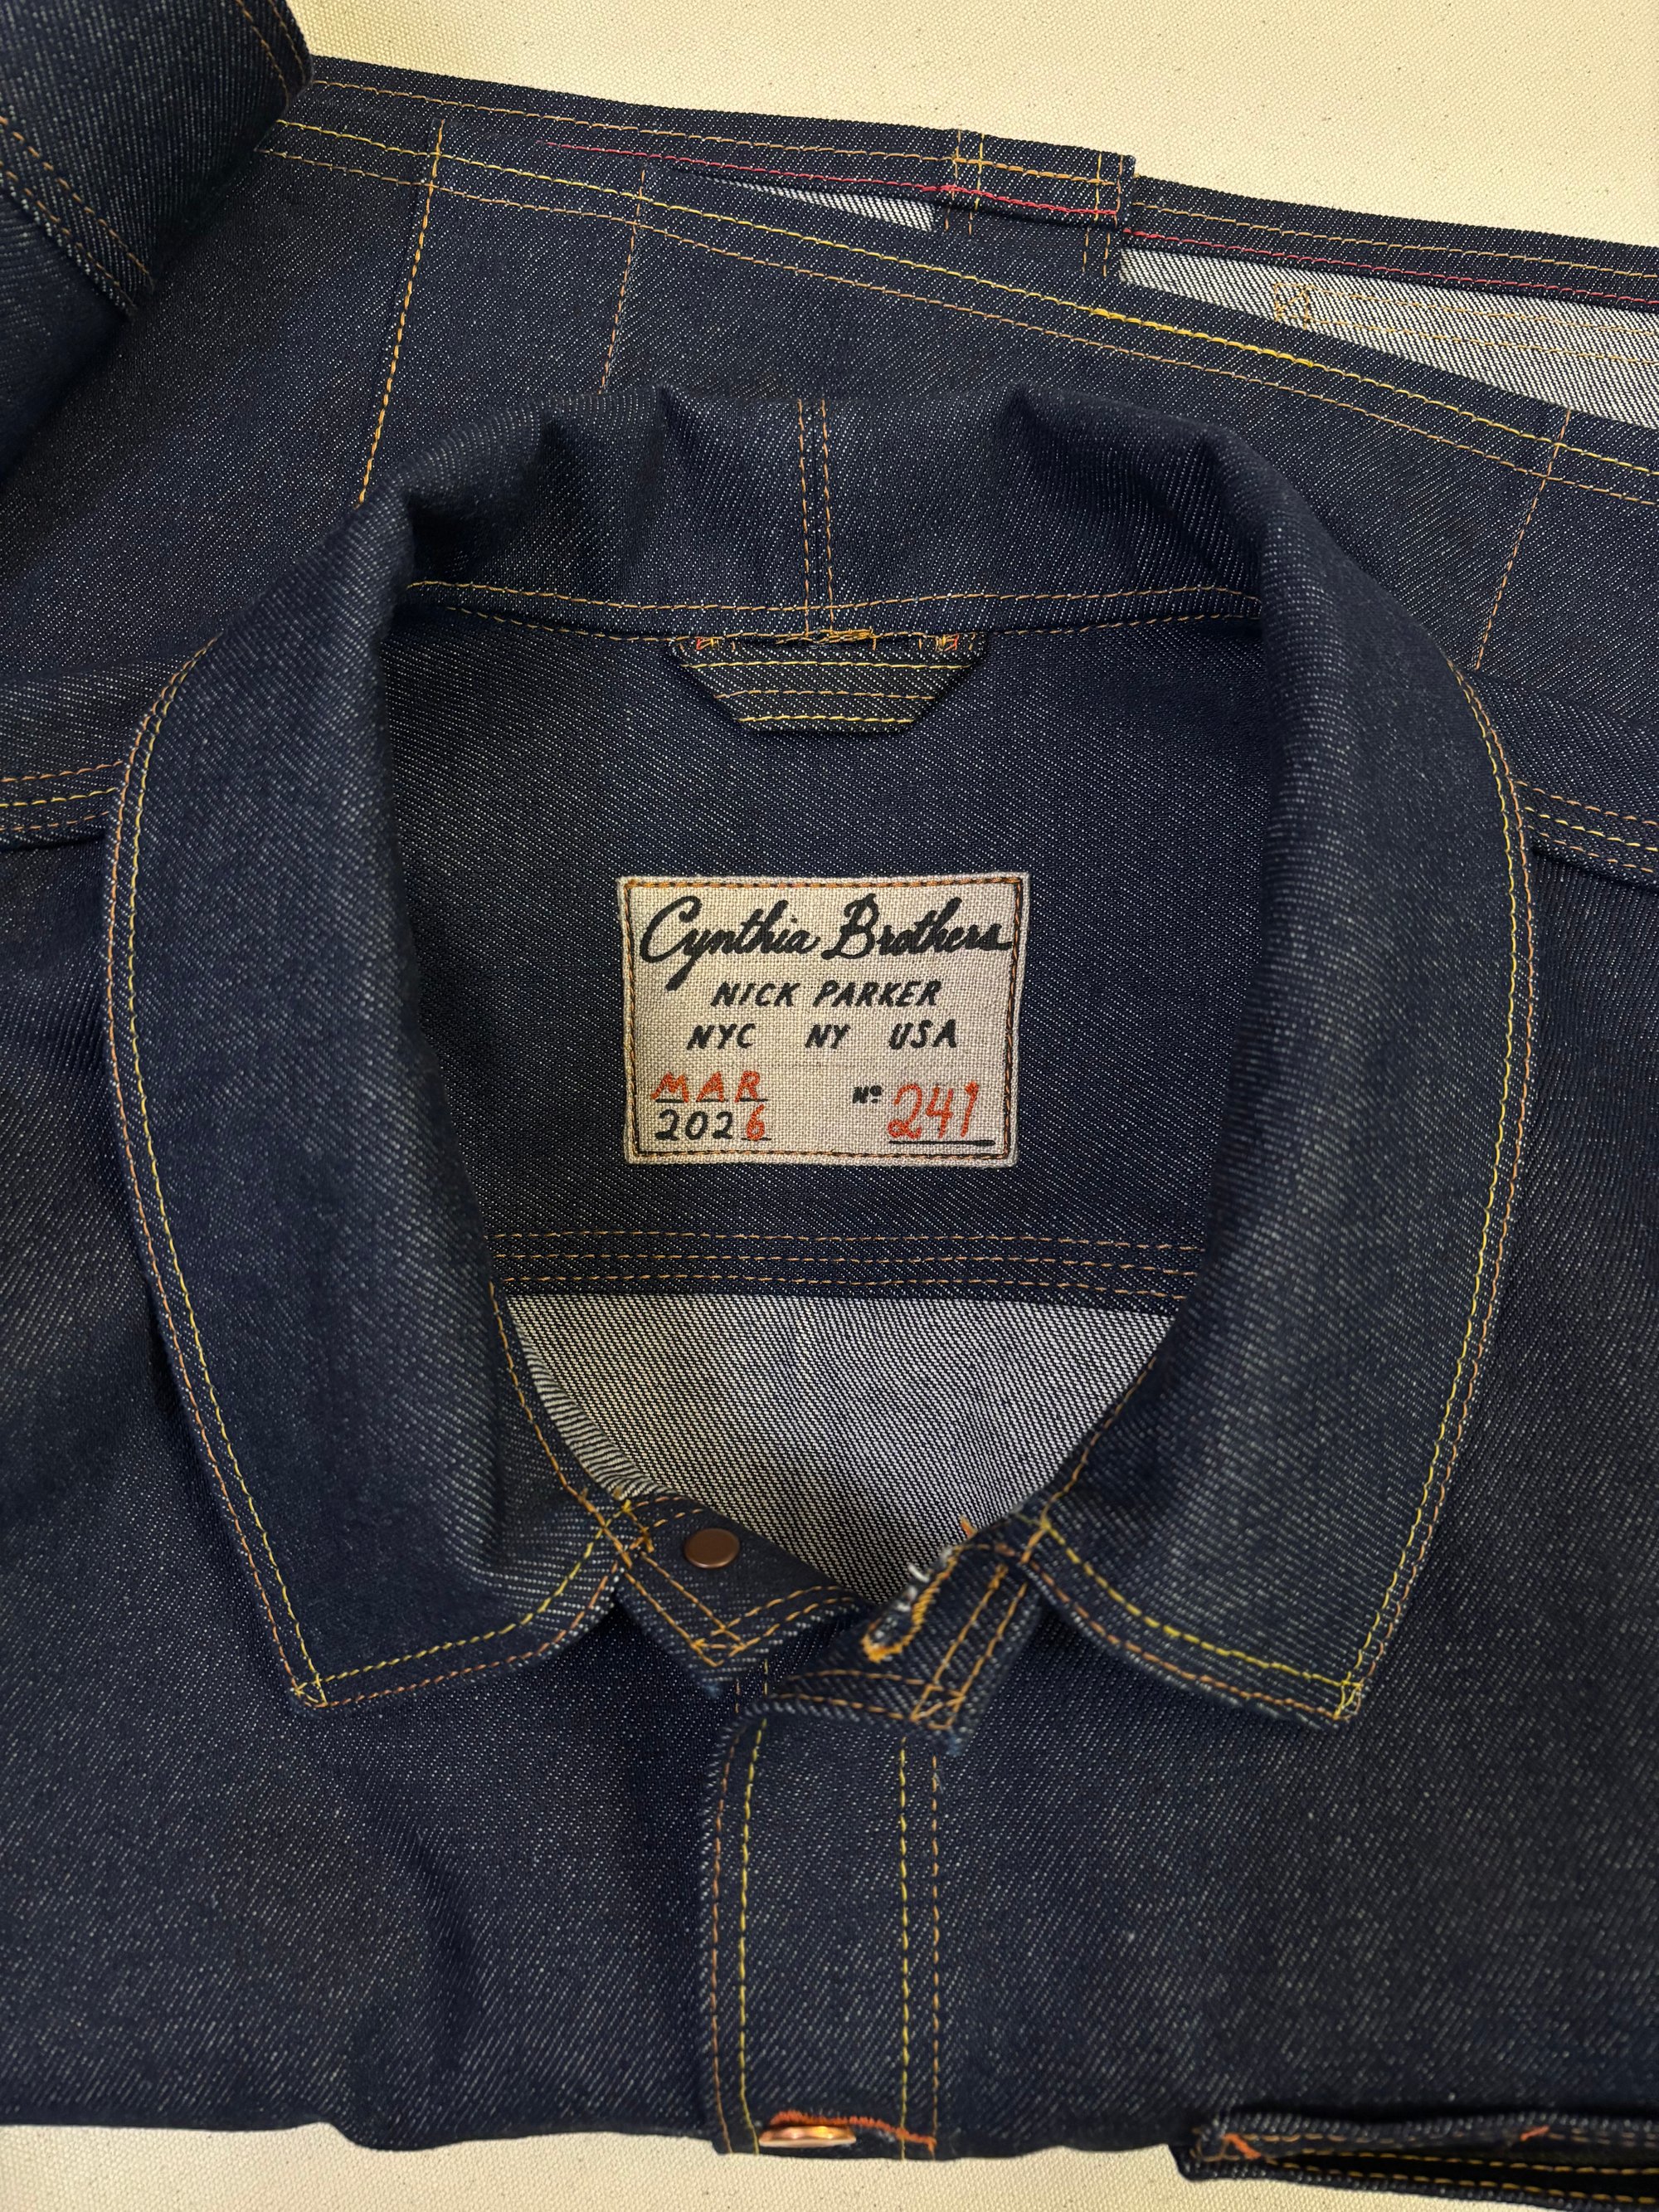 Cynthia Brothers
NICK PARKER
NYC NY USA
MAR
2026
Nº 241